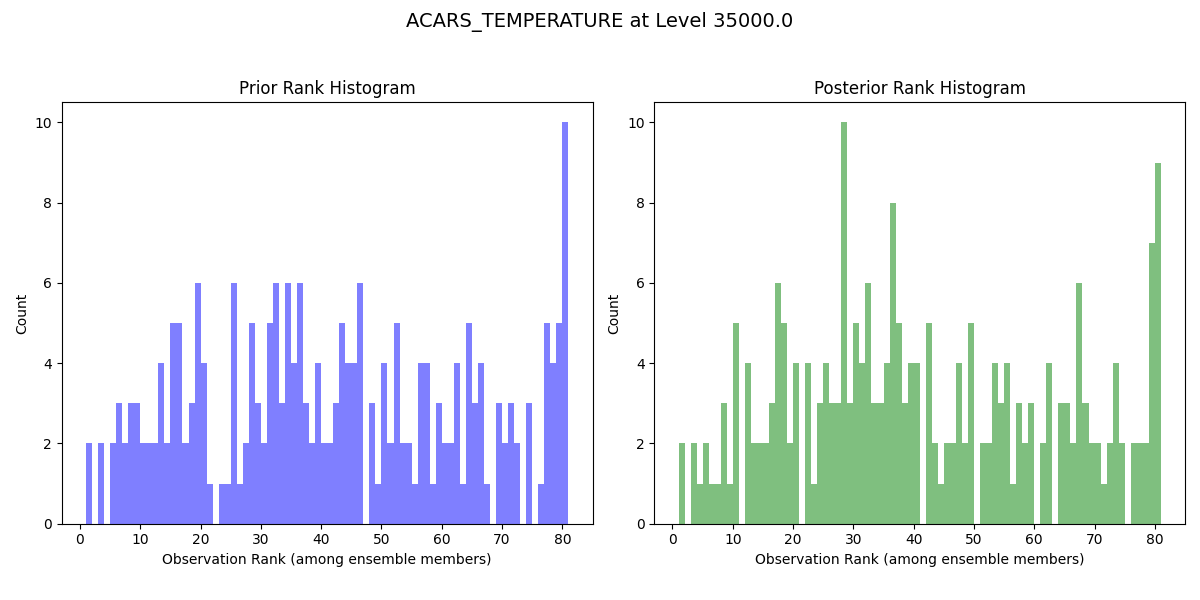 ACARS_TEMPERATURE at Level 35000.0
Prior Rank Histogram
Count
10
8
6
4
2
0
0 10 20 30 40 50 60 70 80
Observation Rank (among ensemble members)
Posterior Rank Histogram
Count
10
8
6
4
2
0
0 10 20 30 40 50 60 70 80
Observation Rank (among ensemble members)